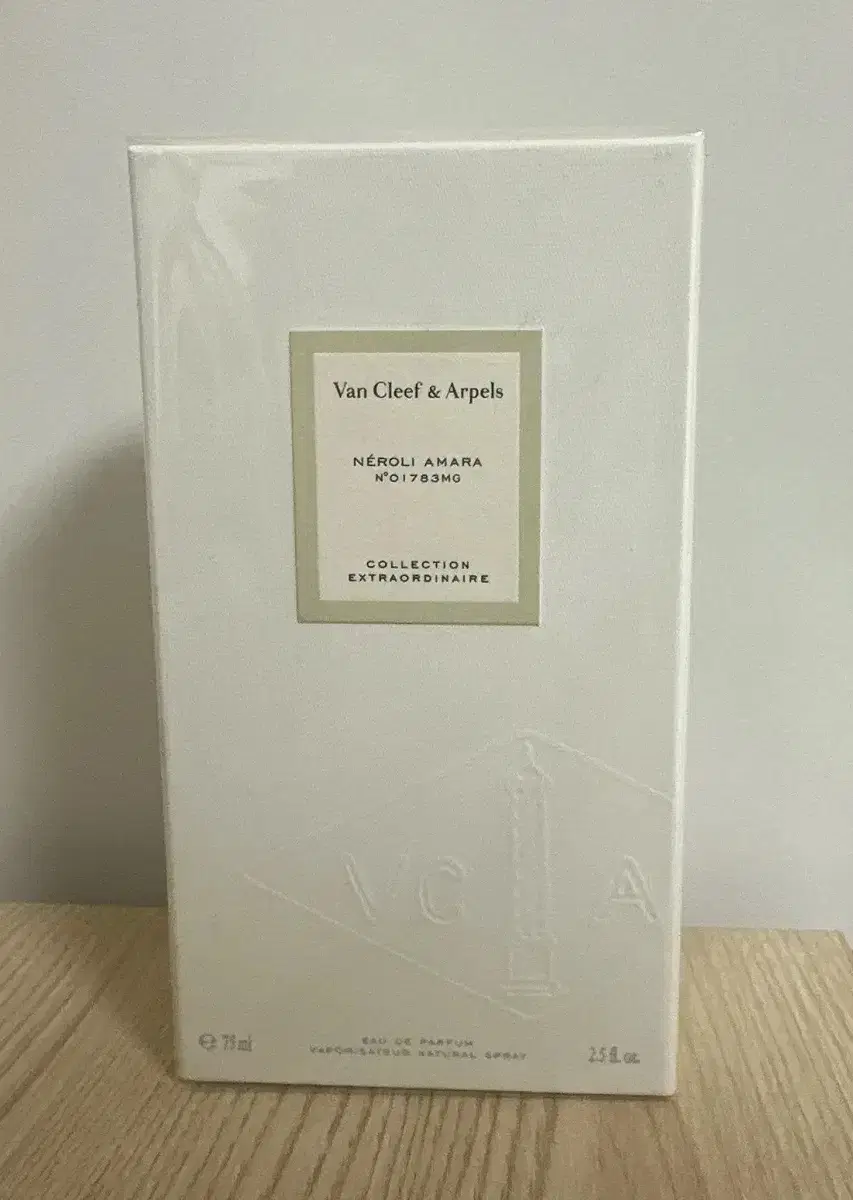 Van Cleef & Arpels
NÉROLI AMARA
N°01783MG
COLLECTION
EXTRAORDINAIRE
VC A
℮ 75 ml
EAU DE PARFUM
VAPORISATEUR NATURAL SPRAY
2.5 fl. oz.